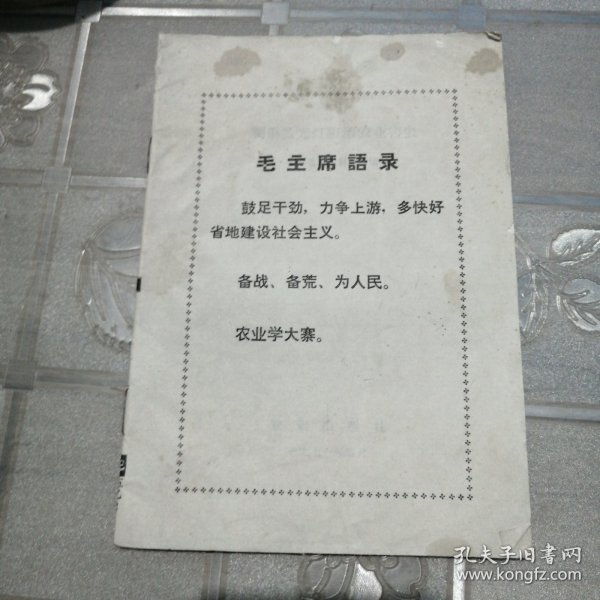 毛主席語录
鼓足干劲，力争上游，多快好
省地建设社会主义。
备战、备荒、为人民。
农业学大寨。
孔夫子旧書网
www.kongfz.com